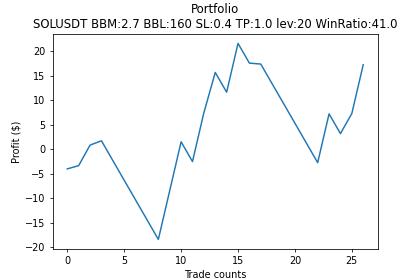 Portfolio
SOLUSDT BBM:2.7 BBL:160 SL:0.4 TP:1.0 lev:20 WinRatio:41.0
Profit ($)
20
15
10
5
0
−5
−10
−15
−20
0 5 10 15 20 25
Trade counts